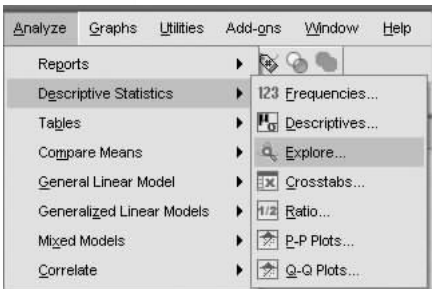 Analyze Graphs Utilities Add-ons Window Help
Reports
Descriptive Statistics
Tables
Compare Means
General Linear Model
Generalized Linear Models
Mixed Models
Correlate
123 Frequencies...
μσ Descriptives...
Explore...
Crosstabs...
1/2 Ratio...
P-P Plots...
Q-Q Plots...